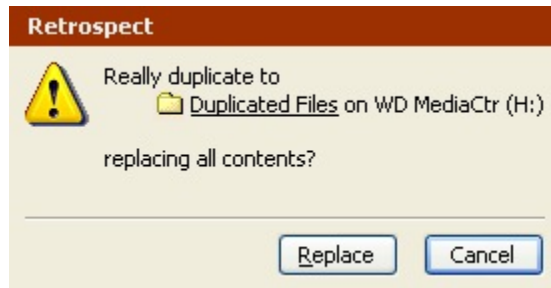 Retrospect
Really duplicate to
Duplicated Files on WD MediaCtr (H:)
replacing all contents?
Replace Cancel